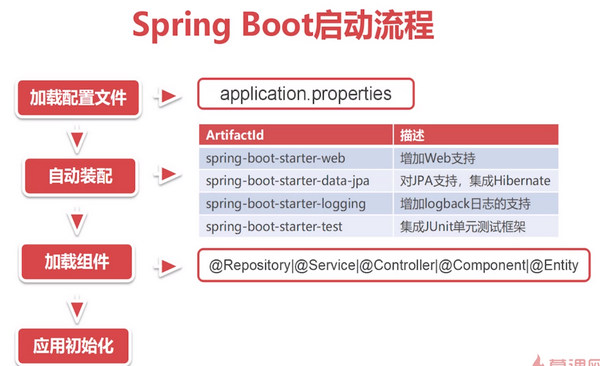 Spring Boot启动流程
加载配置文件
application.properties
ArtifactId 描述
自动装配
spring-boot-starter-web 增加Web支持
spring-boot-starter-data-jpa 对JPA支持，集成Hibernate
spring-boot-starter-logging 增加logback日志的支持
spring-boot-starter-test 集成JUnit单元测试框架
加载组件
@Repository|@Service|@Controller|@Component|@Entity
应用初始化